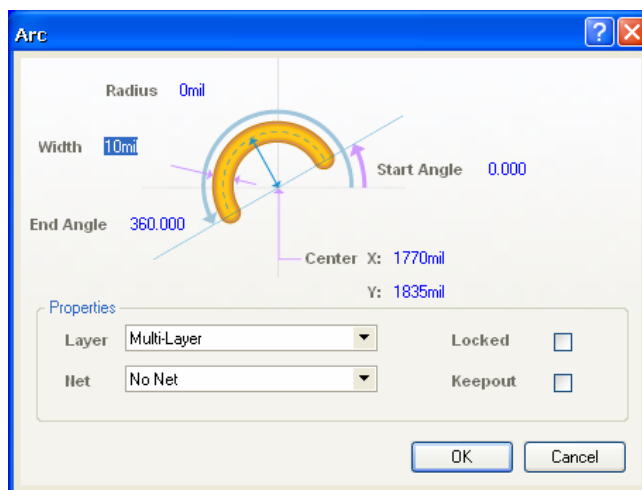 Arc
Radius 0mil
Width 10mil
Start Angle 0.000
End Angle 360.000
Center X: 1770mil
Y: 1835mil
Properties
Layer Multi-Layer Locked
Net No Net Keepout
OK Cancel